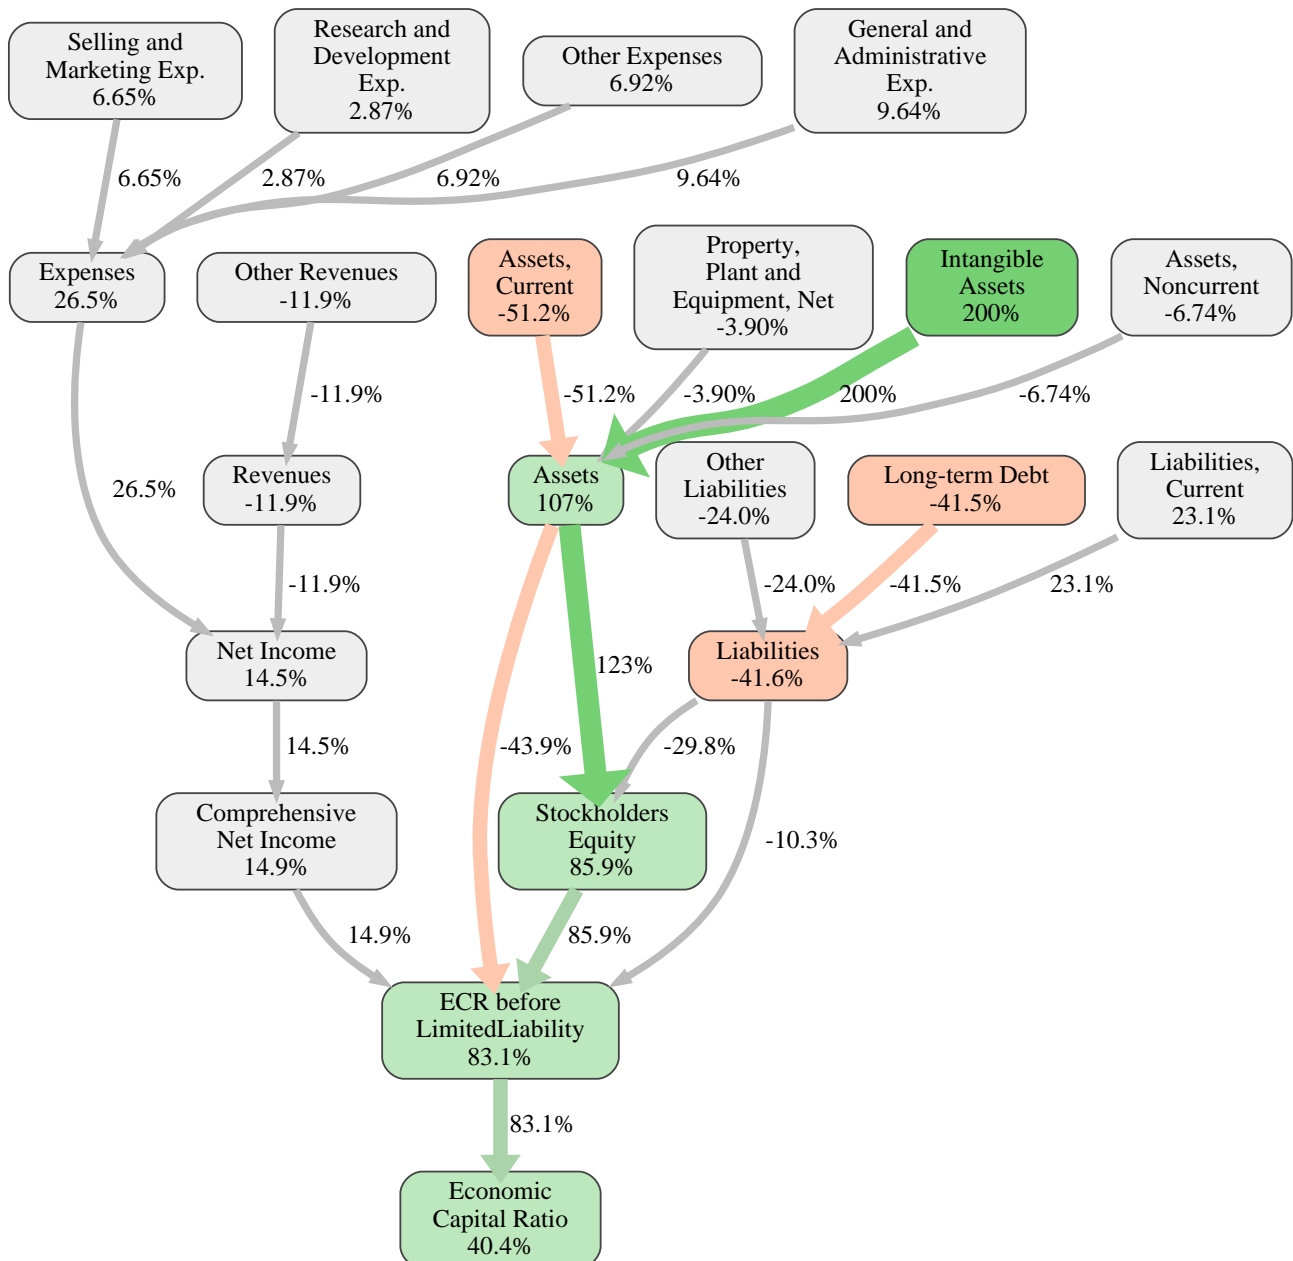 Selling and
Marketing Exp.
6.65%
Research and
Development
Exp.
2.87%
Other Expenses
6.92%
General and
Administrative
Exp.
9.64%
6.65%
2.87%
6.92%
9.64%
Expenses
26.5%
Other Revenues
-11.9%
Assets,
Current
-51.2%
Property,
Plant and
Equipment, Net
-3.90%
Intangible
Assets
200%
Assets,
Noncurrent
-6.74%
-11.9%
-51.2%
-3.90%
200%
-6.74%
26.5%
Revenues
-11.9%
Assets
107%
Other
Liabilities
-24.0%
Long-term Debt
-41.5%
Liabilities,
Current
23.1%
-11.9%
-24.0%
-41.5%
23.1%
Net Income
14.5%
123%
Liabilities
-41.6%
14.5%
-43.9%
-29.8%
Comprehensive
Net Income
14.9%
Stockholders
Equity
85.9%
-10.3%
14.9%
85.9%
ECR before
LimitedLiability
83.1%
83.1%
Economic
Capital Ratio
40.4%